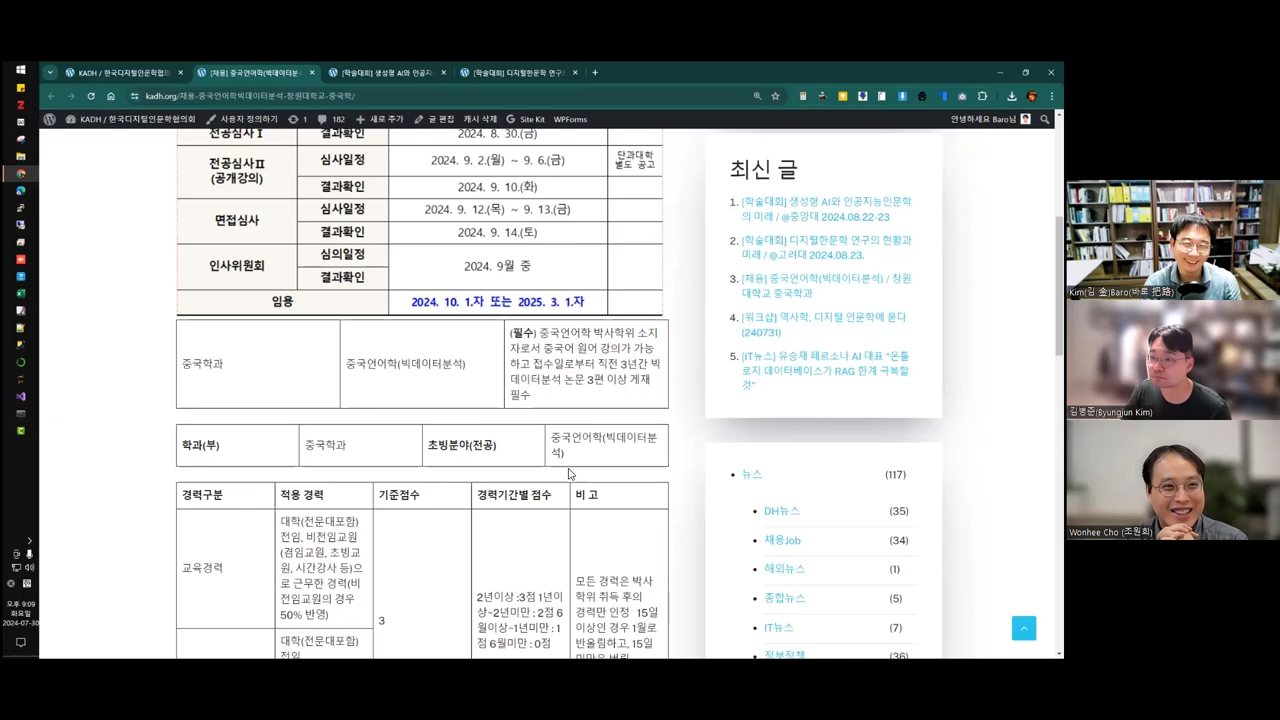 KADH / 한국디지털인문학협의
[채용] 중국언어학(빅데이터분석
[학술대회] 생성형 AI와 인공지
[학술대회] 디지털한문학 연구
kadh.org/채용-중국언어학빅데이터분석-창원대학교-중국학/
KADH / 한국디지털인문학협의회
사용자 정의하기
1
182
새로 추가
글 편집
캐시 삭제
Site Kit
WPForms
안녕하세요 Baro님
전공심사Ⅰ
결과확인
2024. 8. 30.(금)
전공심사Ⅱ
(공개강의)
심사일정
2024. 9. 2.(월) ~ 9. 6.(금)
단과대학
별도 공고
결과확인
2024. 9. 10.(화)
면접심사
심사일정
2024. 9. 12.(목) ~ 9. 13.(금)
결과확인
2024. 9. 14.(토)
인사위원회
심의일정
2024. 9월 중
결과확인
임용
2024. 10. 1.자 또는 2025. 3. 1.자
중국학과
중국언어학(빅데이터분석)
(필수) 중국언어학 박사학위 소지
자로서 중국어 원어 강의가 가능
하고 접수일로부터 직전 3년간 빅
데이터분석 논문 3편 이상 게재
필수
학과(부)
중국학과
초빙분야(전공)
중국언어학(빅데이터분
석)
경력구분
적용 경력
기준점수
경력기간별 점수
비 고
교육경력
대학(전문대포함)
전임, 비전임교원
(겸임교원, 초빙교
원, 시간강사 등)으
로 근무한 경력(비
전임교원의 경우
50% 반영)
3
2년이상 :3점 1년이
상~2년미만 : 2점 6
월이상~1년미만 : 1
점 6월미만 : 0점
모든 경력은 박사
학위 취득 후의
경력만 인정 15일
이상인 경우 1월로
반올림하고, 15일
미만은 버림
대학(전문대포함)
전임
최신 글
1. [학술대회] 생성형 AI와 인공지능인문학
의 미래 / @중앙대 2024.08.22-23
2. [학술대회] 디지털한문학 연구의 현황과
미래 / @고려대 2024.08.23.
3. [채용] 중국언어학(빅데이터분석) / 창원
대학교 중국학과
4. [워크샵] 역사학, 디지털 인문학에 묻다
(240731)
5. [IT뉴스] 유승재 페르소나 AI 대표 “온톨
로지 데이터베이스가 RAG 한계 극복할
것”
뉴스 (117)
DH뉴스 (35)
채용Job (34)
해외뉴스 (1)
종합뉴스 (5)
IT뉴스 (7)
정부정책 (36)
오후 9:09
화요일
2024-07-30
Kim(김 金)Baro(바로 把路)
김병준(Byungjun Kim)
Wonhee Cho (조원희)